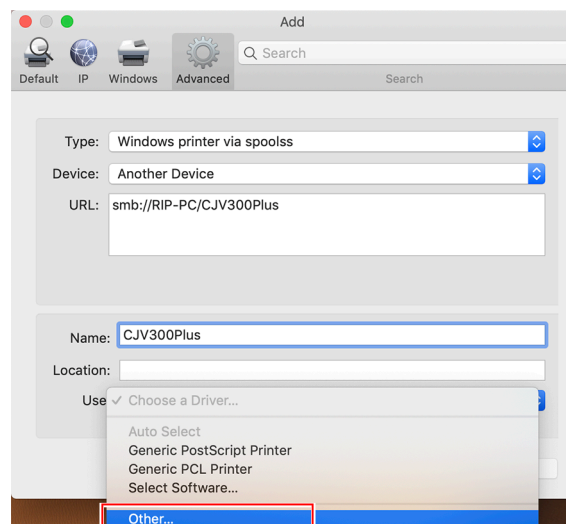 Add
Default IP Windows Advanced
Search
Search
Type: Windows printer via spoolss
Device: Another Device
URL: smb://RIP-PC/CJV300Plus
Name: CJV300Plus
Location:
Use
Choose a Driver...
Auto Select
Generic PostScript Printer
Generic PCL Printer
Select Software...
Other...